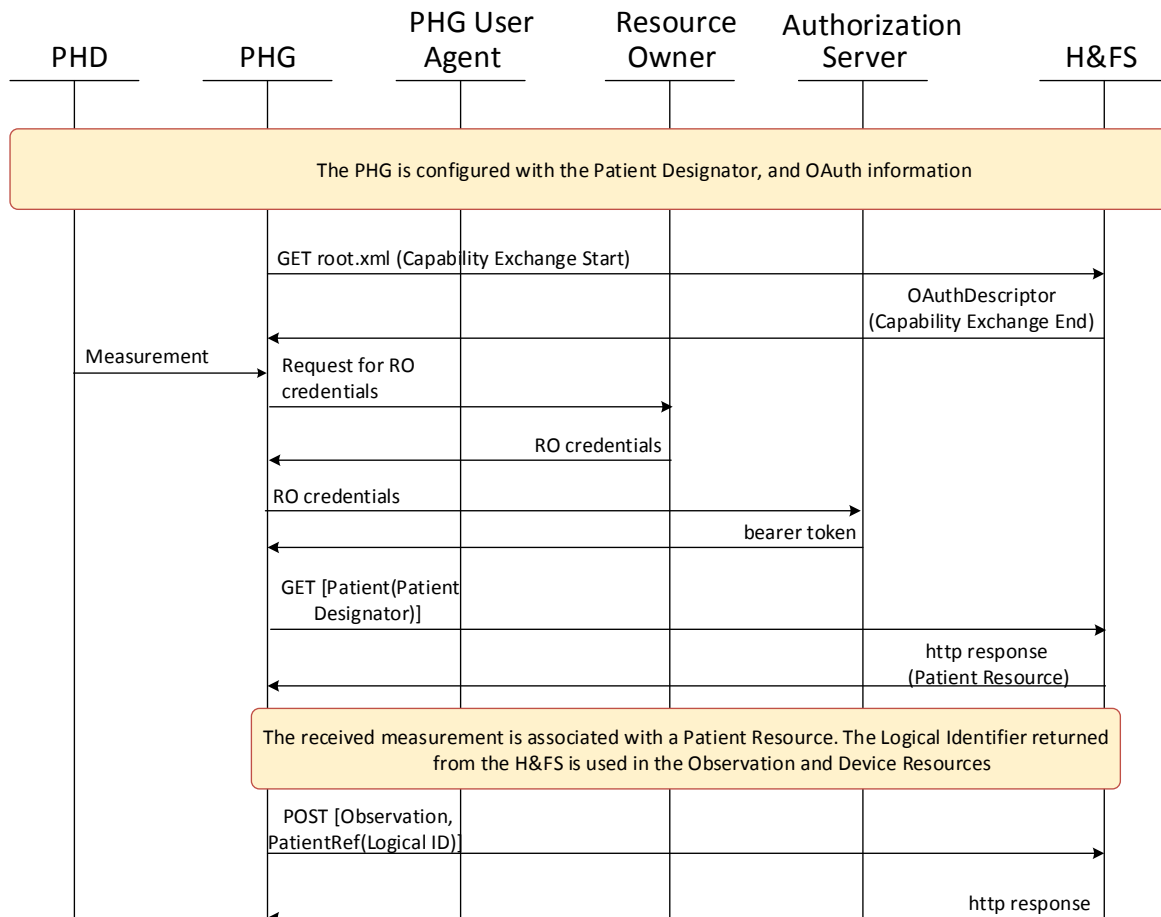 PHD
PHG
PHG User
Agent
Resource
Owner
Authorization
Server
H&FS
The PHG is configured with the Patient Designator, and OAuth information
GET root.xml (Capability Exchange Start)
OAuthDescriptor
(Capability Exchange End)
Measurement
Request for RO
credentials
RO credentials
RO credentials
bearer token
GET [Patient(Patient
Designator)]
http response
(Patient Resource)
The received measurement is associated with a Patient Resource. The Logical Identifier returned
from the H&FS is used in the Observation and Device Resources
POST [Observation,
PatientRef(Logical ID)]
http response